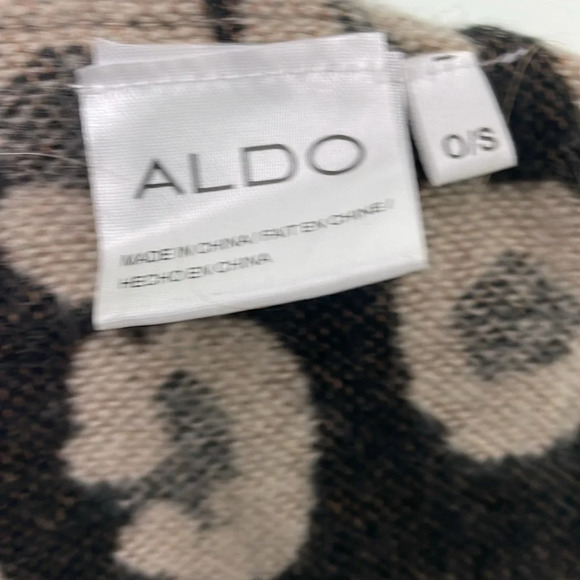 ALDO
O/S
MADE IN CHINA / FAIT EN CHINE /
HECHO EN CHINA